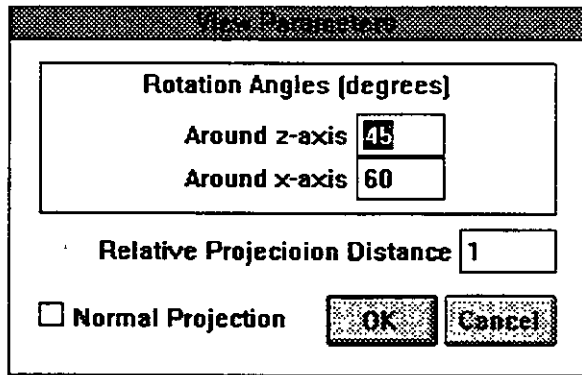 View Parameters
Rotation Angles (degrees)
Around z-axis 45
Around x-axis 60
Relative Projecioion Distance 1
Normal Projection OK Cancel